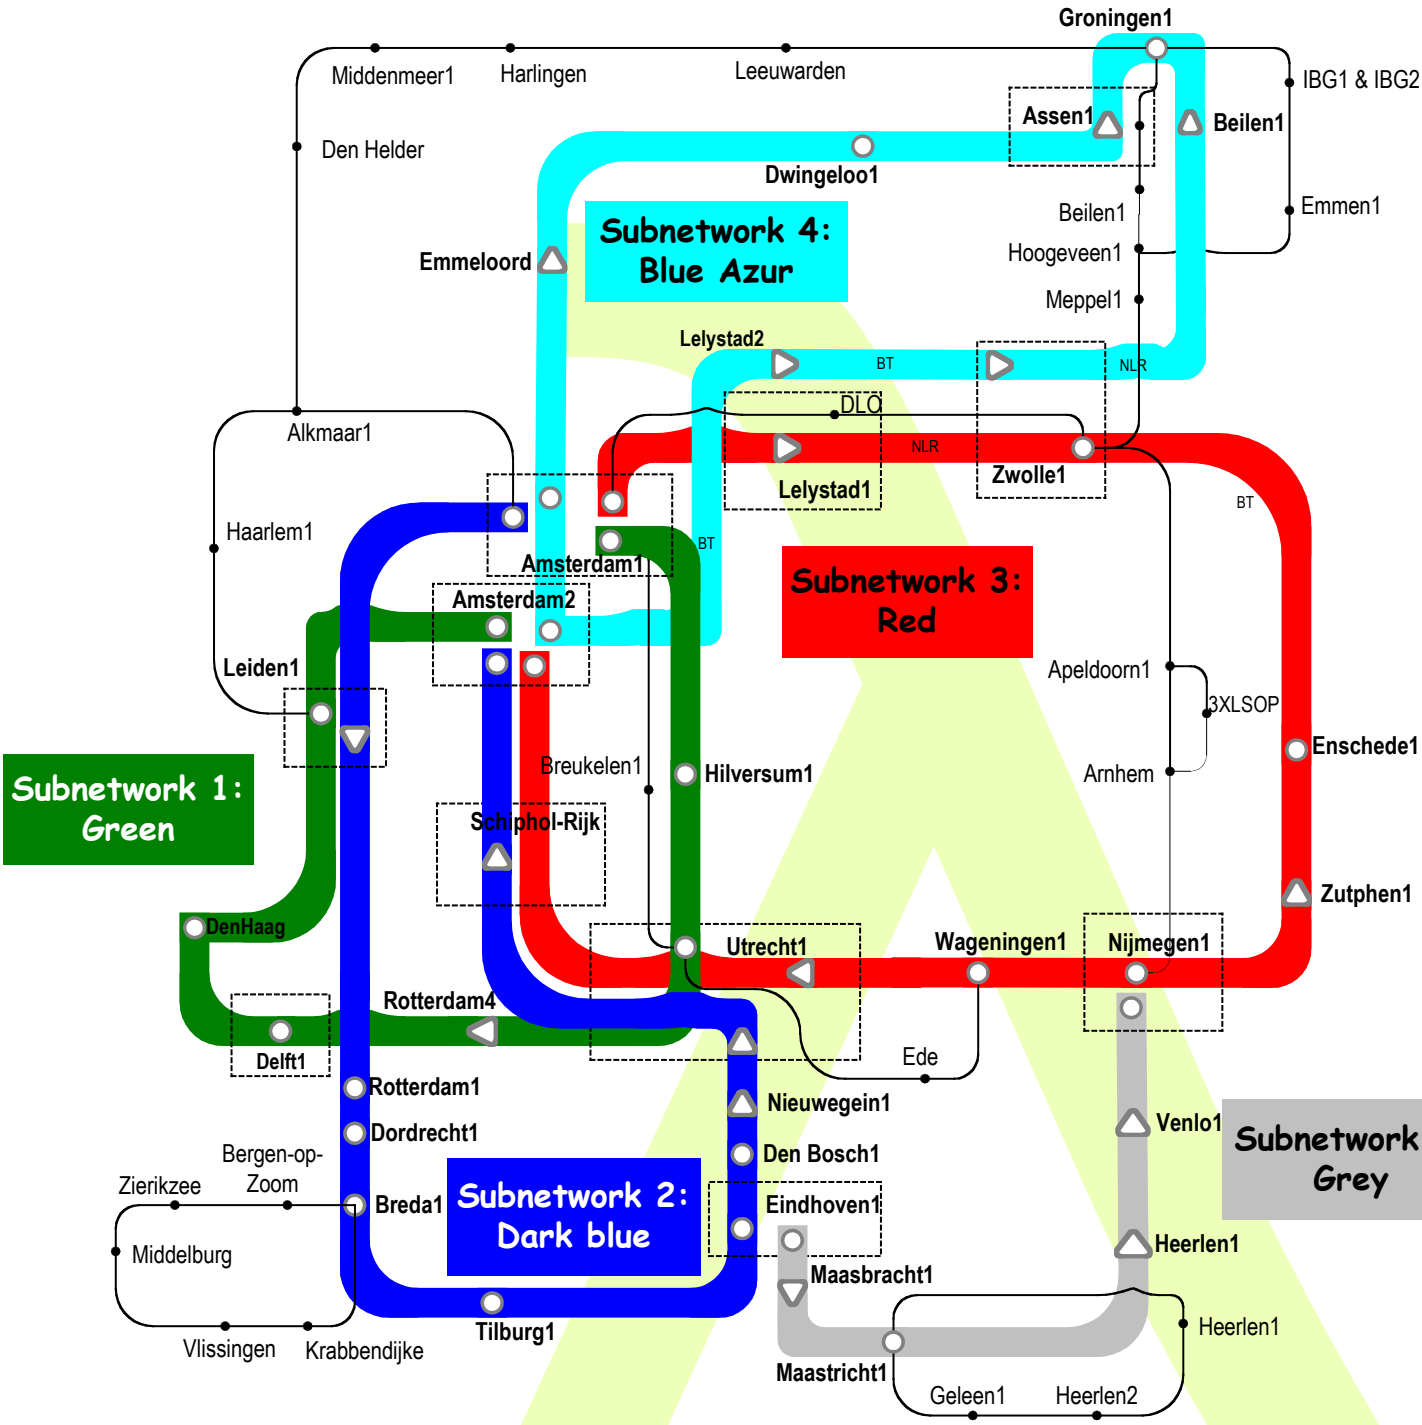 Groningen1
Middenmeer1
Harlingen
Leeuwarden
IBG1 & IBG2
Assen1
Beilen1
Den Helder
Dwingeloo1
Beilen1
Emmen1
Subnetwork 4:
Blue Azur
Emmeloord
Hoogeveen1
Meppel1
Lelystad2
BT
NLR
DLO
Alkmaar1
NLR
Zwolle1
Lelystad1
BT
Haarlem1
BT
Amsterdam1
Subnetwork 3:
Red
Amsterdam2
Leiden1
Apeldoorn1
3XLSOP
Enschede1
Breukelen1
Hilversum1
Arnhem
Subnetwork 1:
Green
Schiphol-Rijk
Zutphen1
DenHaag
Utrecht1
Wageningen1
Nijmegen1
Rotterdam4
Delft1
Ede
Rotterdam1
Nieuwegein1
Venlo1
Dordrecht1
Den Bosch1
Subnetwork
Grey
Bergen-op-
Zoom
Zierikzee
Breda1
Subnetwork 2:
Dark blue
Eindhoven1
Middelburg
Heerlen1
Maasbracht1
Vlissingen
Krabbendijke
Tilburg1
Heerlen1
Maastricht1
Geleen1
Heerlen2